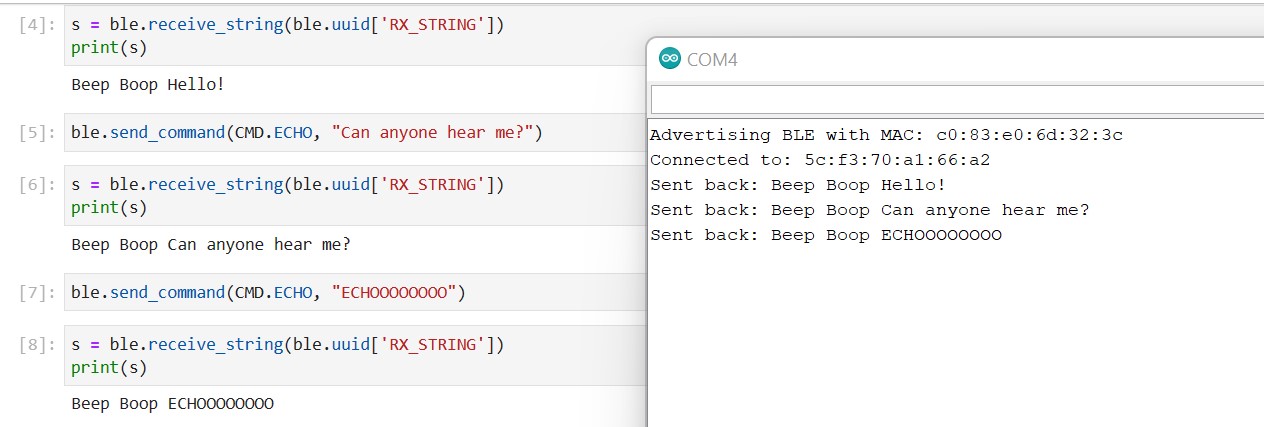 [4]: s = ble.receive_string(ble.uuid['RX_STRING'])
print(s)
Beep Boop Hello!
[5]: ble.send_command(CMD.ECHO, "Can anyone hear me?")
[6]: s = ble.receive_string(ble.uuid['RX_STRING'])
print(s)
Beep Boop Can anyone hear me?
[7]: ble.send_command(CMD.ECHO, "ECHOOOOOOOO")
[8]: s = ble.receive_string(ble.uuid['RX_STRING'])
print(s)
Beep Boop ECHOOOOOOOO
COM4
Advertising BLE with MAC: c0:83:e0:6d:32:3c
Connected to: 5c:f3:70:a1:66:a2
Sent back: Beep Boop Hello!
Sent back: Beep Boop Can anyone hear me?
Sent back: Beep Boop ECHOOOOOOOO